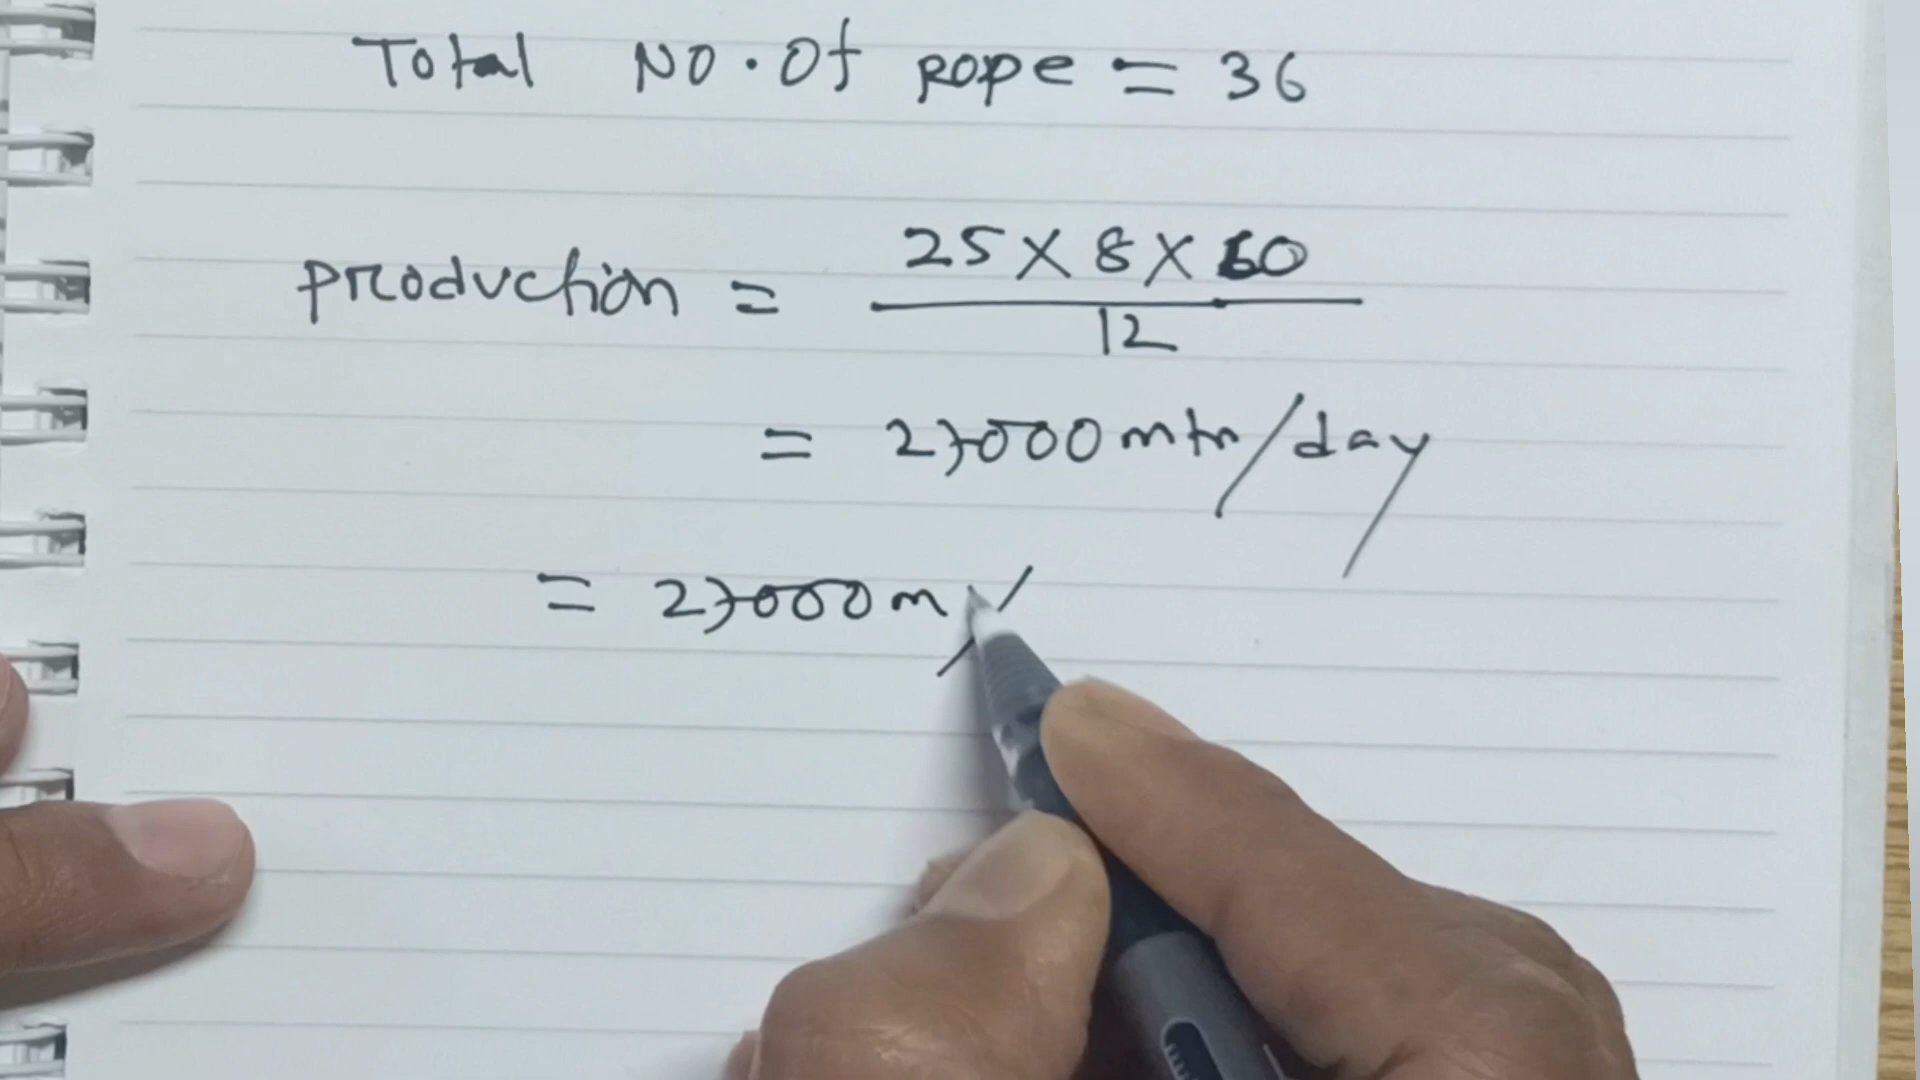 Total No. Of Rope = 36
production = 25 X 8 X 60
12
= 27000 mtr/day
= 27000 m/